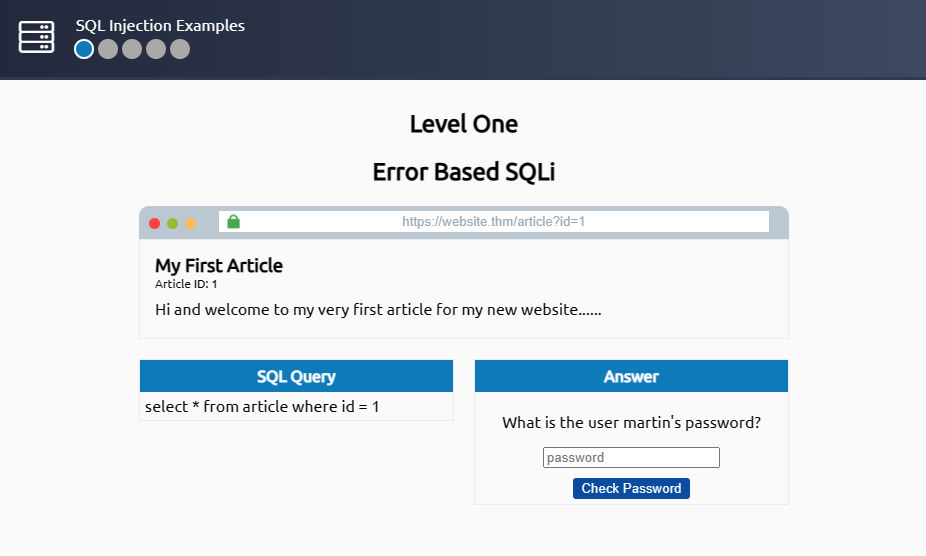 SQL Injection Examples
Level One
Error Based SQLi
https://website.thm/article?id=1
My First Article
Article ID: 1
Hi and welcome to my very first article for my new website......
SQL Query
select * from article where id = 1
Answer
What is the user martin's password?
password
Check Password